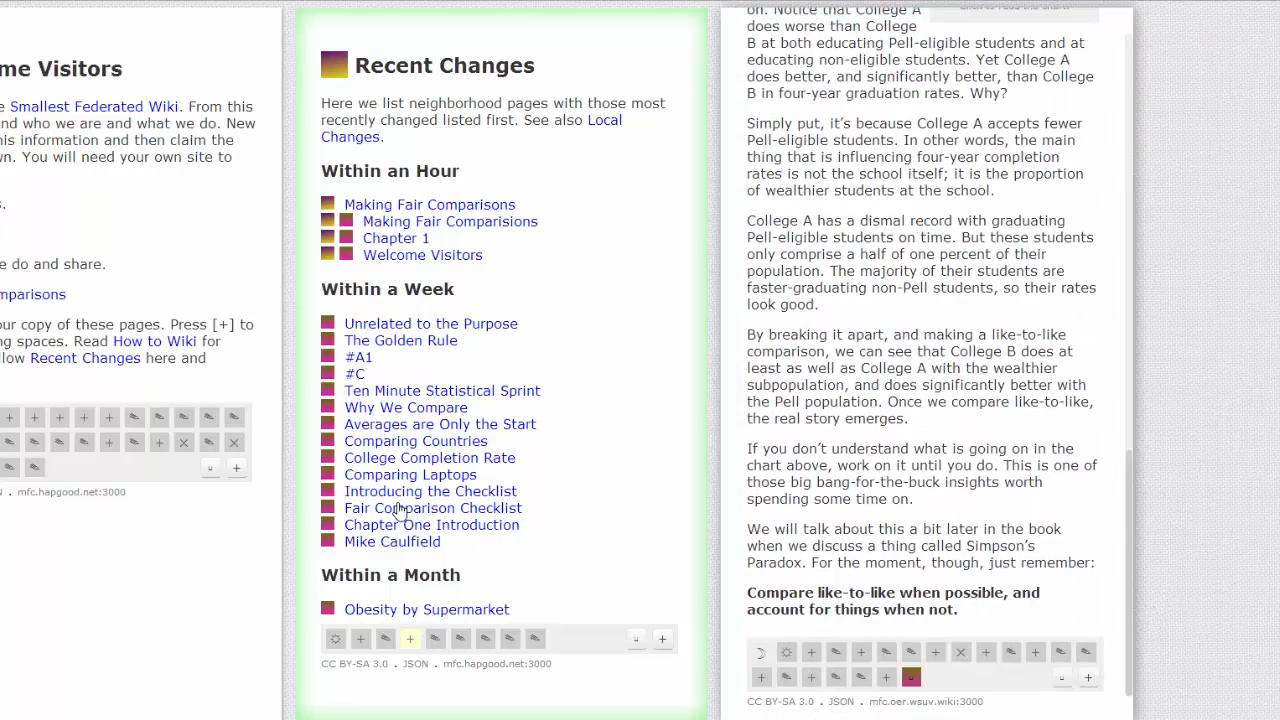 me Visitors
e Smallest Federated Wiki. From this
nd who we are and what we do. New
his information and then claim the
wn. You will need your own site to
s.
e do and share.
mparisons
our copy of these pages. Press [+] to
ng spaces. Read How to Wiki for
llow Recent Changes here and
N . mfc.hapgood.net:3000
Recent Changes
Here we list neighborhood pages with those most
recently changed listed first. See also Local
Changes.
Within an Hour
Making Fair Comparisons
Making Fair Comparisions
Chapter 1
Welcome Visitors
Within a Week
Unrelated to the Purpose
The Golden Rule
#A1
#C
Ten Minute Statistical Sprint
Why We Compare
Averages are Only the Start
Comparing Countries
College Completion Rate
Comparing Laptops
Introducing the Checklist
Fair Comparison Checklist
Chapter One Introduction
Mike Caulfield
Within a Month
Obesity by Supermarket
CC BY-SA 3.0 . JSON . mfc.hapgood.net:3000
on. Notice that College A
does worse than College
B at both educating Pell-eligible students and at
educating non-eligible students. Yet College A
does better, and significantly better, than College
B in four-year graduation rates. Why?
Simply put, it's because College A accepts fewer
Pell-eligible students. In other words, the main
thing that is influencing four-year completion
rates is not the school itself; it is the proportion
of wealthier students at the school.
College A has a dismal record with graduating
Pell-eligible students on time. But these students
only comprise a half of one percent of their
population. The majority of their students are
faster-graduating non-Pell students, so their rates
look good.
By breaking it apart, and making a like-to-like
comparison, we can see that College B does at
least as well as College A with the wealthier
subpopulation, and does significantly better with
the Pell population. Once we compare like-to-like,
the real story emerges.
If you don't understand what is going on in the
chart above, work on it until you do. This is one of
those big bang-for-the-buck insights worth
spending some time on.
We will talk about this a bit later in the book
when we discuss a thing called Simpson's
Paradox. For the moment, though, just remember:
Compare like-to-like when possible, and
account for things when not.
CC BY-SA 3.0 . JSON . mfc.oer.wsuv.wiki:3000